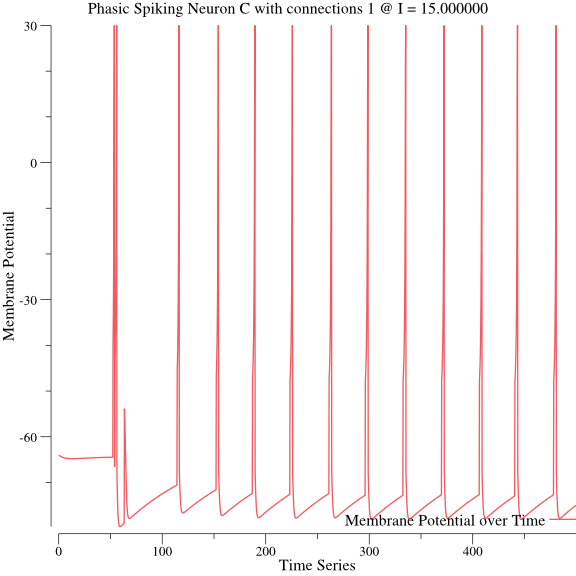 Phasic Spiking Neuron C with connections 1 @ I = 15.000000
30
0
-30
-60
Membrane Potential
Membrane Potential over Time
0
100
200
300
400
Time Series